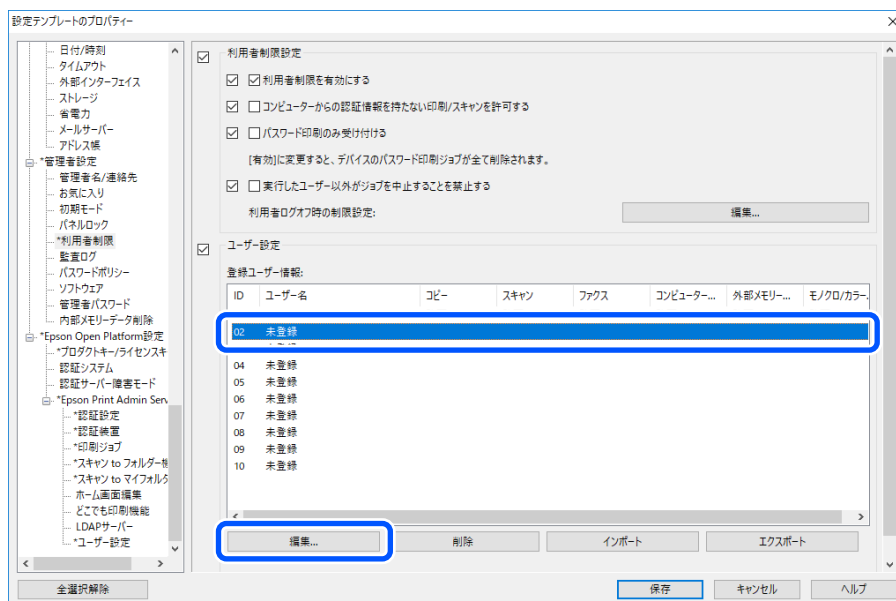 設定テンプレートのプロパティー
日付/時刻
タイムアウト
外部インターフェイス
ストレージ
省電力
メールサーバー
アドレス帳
*管理者設定
管理者名/連絡先
お気に入り
初期モード
パネルロック
*利用者制限
監査ログ
パスワードポリシー
ソフトウェア
管理者パスワード
内部メモリーデータ削除
*Epson Open Platform設定
*プロダクトキー/ライセンスキ
認証システム
認証サーバー障害モード
*Epson Print Admin Serv
*認証設定
*認証装置
*印刷ジョブ
*スキャン to フォルダー機
*スキャン to マイフォルダ
ホーム画面編集
どこでも印刷機能
LDAPサーバー
*ユーザー設定
全選択解除
利用者制限設定
利用者制限を有効にする
コンピューターからの認証情報を持たない印刷/スキャンを許可する
パスワード印刷のみ受け付ける
[有効]に変更すると、デバイスのパスワード印刷ジョブが全て削除されます。
実行したユーザー以外がジョブを中止することを禁止する
利用者ログオフ時の制限設定: 編集...
ユーザー設定
登録ユーザー情報:
ID ユーザー名 コピー スキャン ファクス コンピューター... 外部メモリー... モノクロ/カラー...
02 未登録
04 未登録
05 未登録
06 未登録
07 未登録
08 未登録
09 未登録
10 未登録
編集... 削除 インポート エクスポート
保存 キャンセル ヘルプ